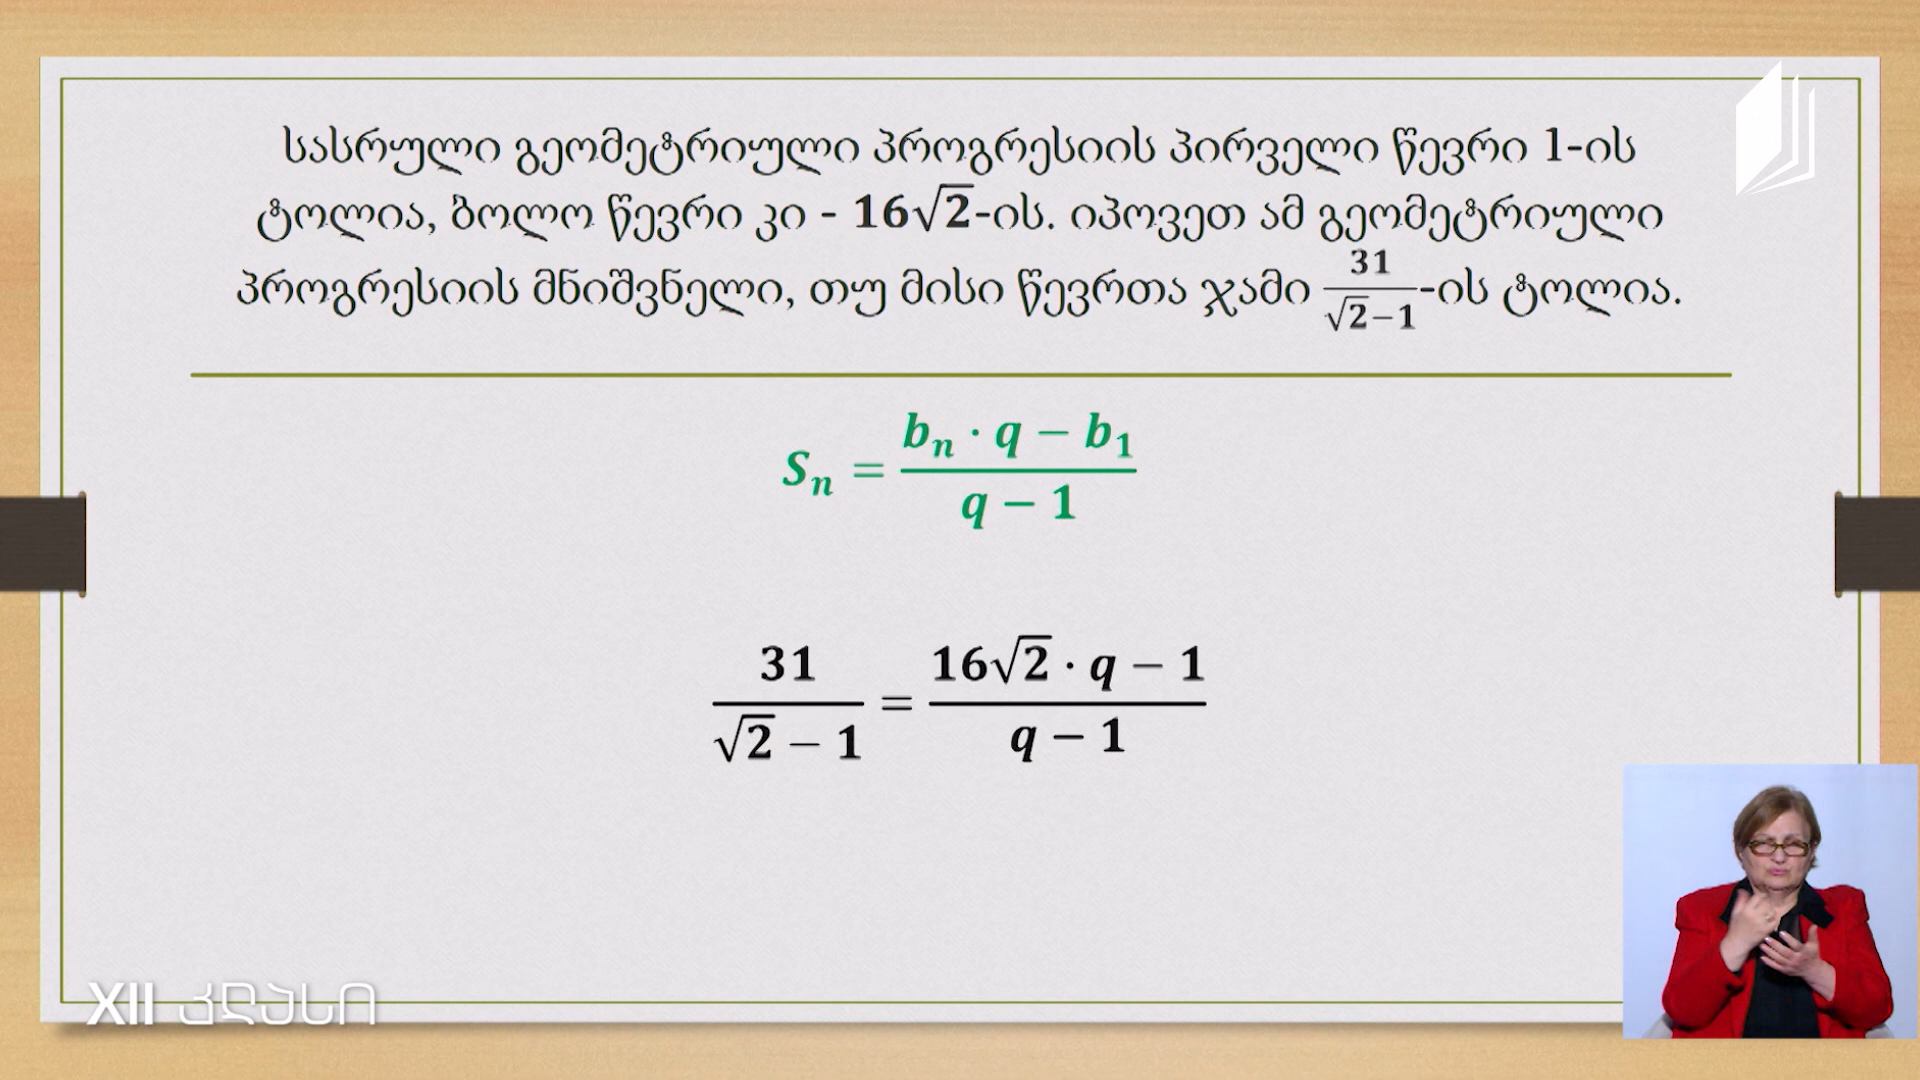 სასრული გეომეტრიული პროგრესიის პირველი წევრი 1-ის
ტოლია, ბოლო წევრი კი - 16√2-ის. იპოვეთ ამ გეომეტრიული
პროგრესიის მნიშვნელი, თუ მისი წევრთა ჯამი 31/(√2−1)-ის ტოლია.
Sₙ = (bₙ · q − b₁)/(q − 1)
31/(√2 − 1) = (16√2 · q − 1)/(q − 1)
XII კლასი